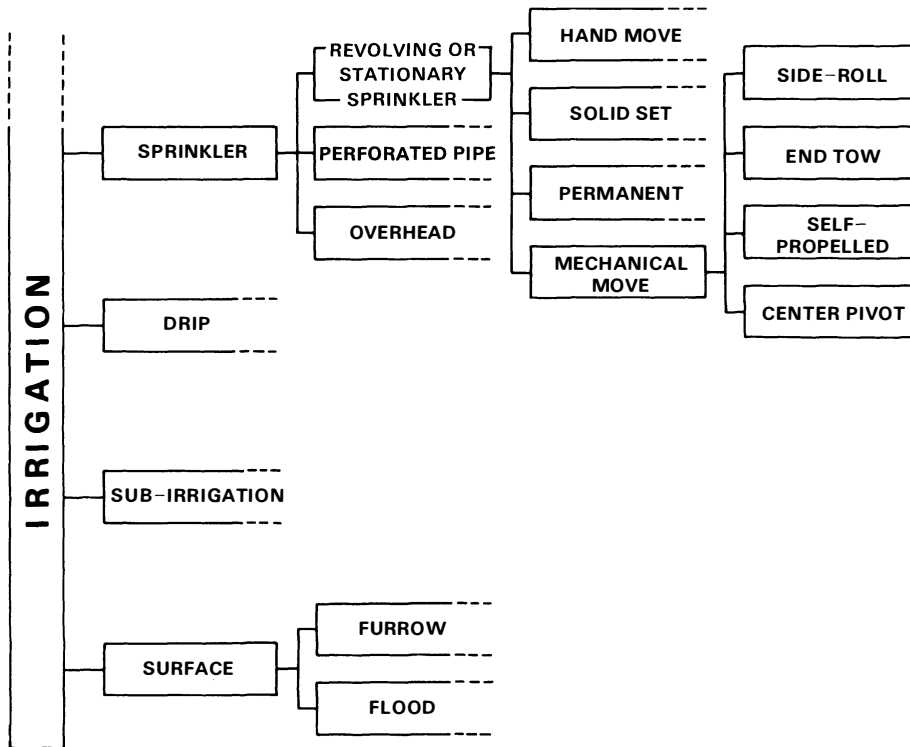 IRRIGATION
SPRINKLER
REVOLVING OR
STATIONARY
SPRINKLER
PERFORATED PIPE
OVERHEAD
HAND MOVE
SOLID SET
PERMANENT
MECHANICAL
MOVE
SIDE-ROLL
END TOW
SELF-
PROPELLED
CENTER PIVOT
DRIP
SUB-IRRIGATION
SURFACE
FURROW
FLOOD